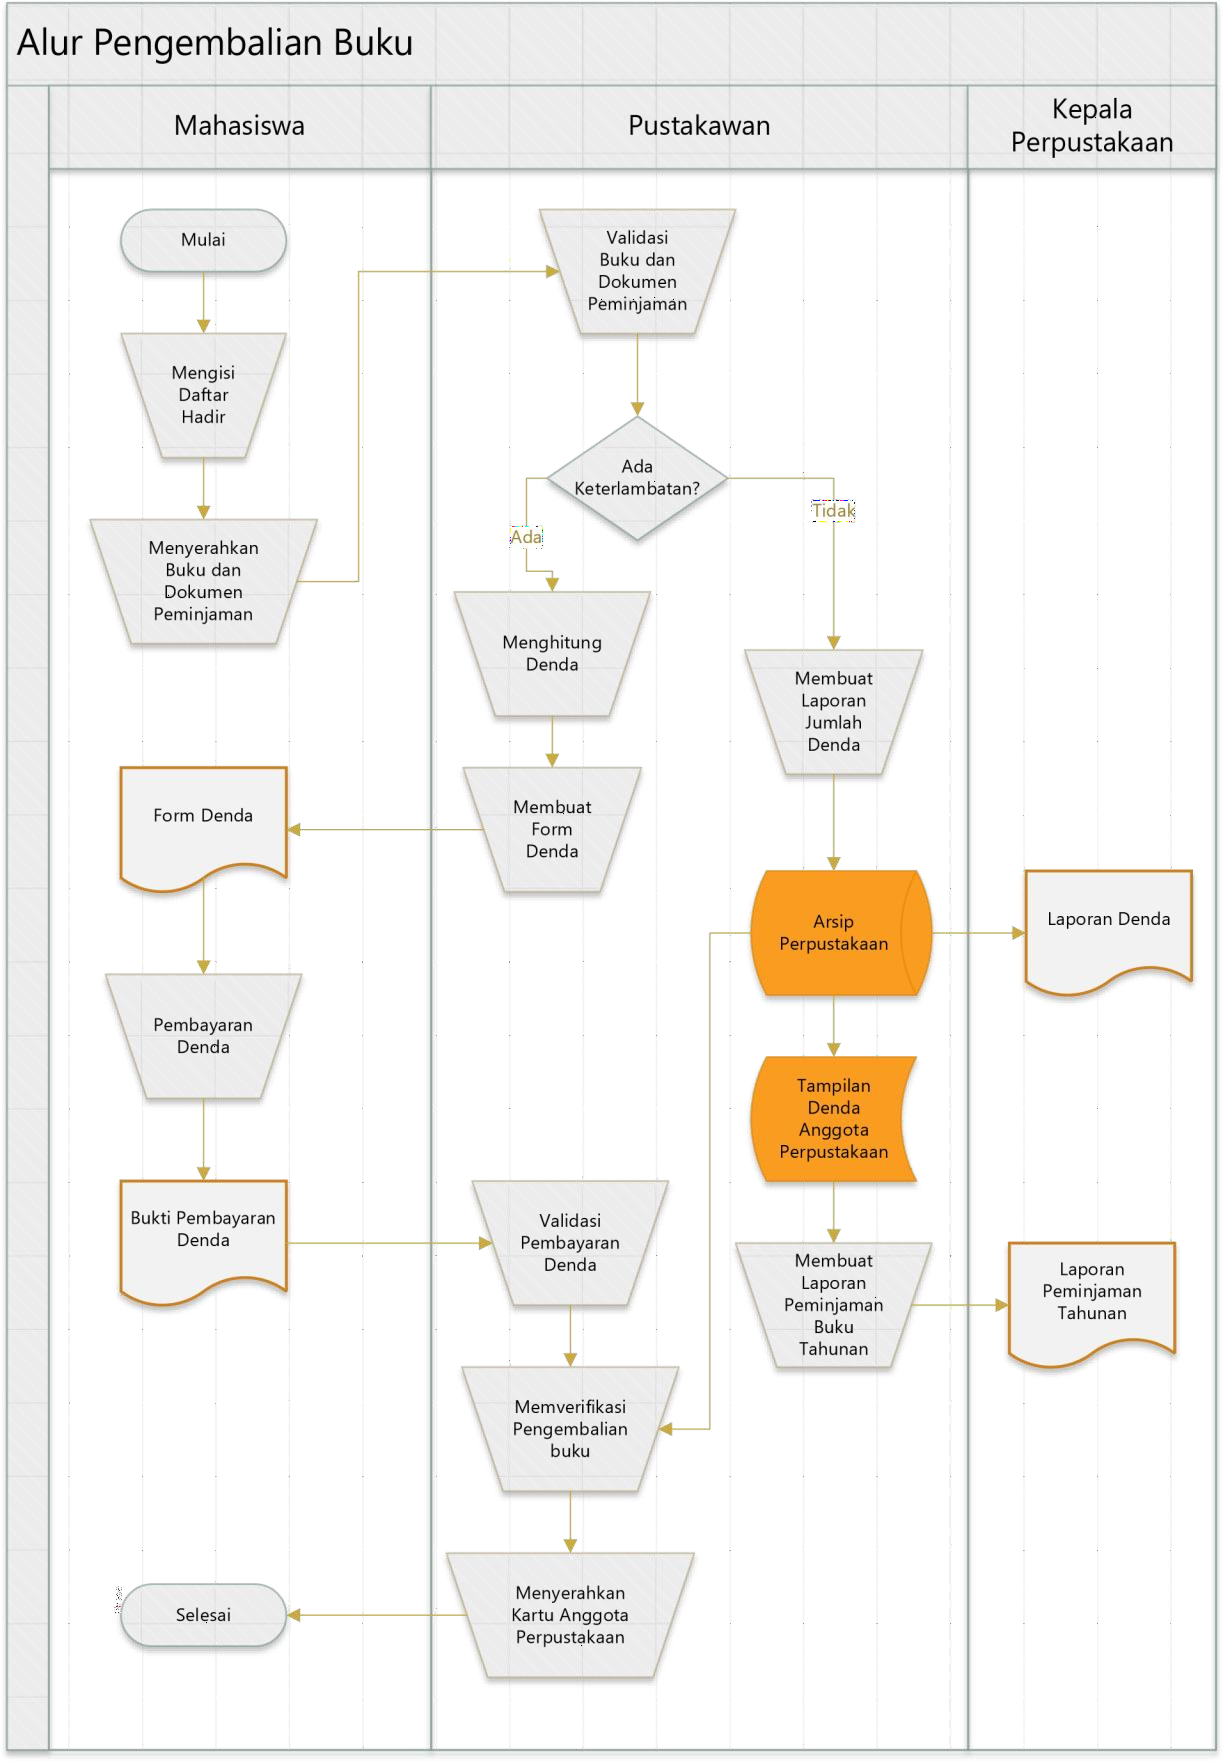 Alur Pengembalian Buku
Mahasiswa
Pustakawan
Kepala
Perpustakaan
Mulai
Mengisi
Daftar
Hadir
Menyerahkan
Buku dan
Dokumen
Peminjaman
Validasi
Buku dan
Dokumen
Peminjaman
Ada
Keterlambatan?
Ada
Tidak
Menghitung
Denda
Membuat
Form
Denda
Form Denda
Pembayaran
Denda
Bukti Pembayaran
Denda
Validasi
Pembayaran
Denda
Membuat
Laporan
Jumlah
Denda
Arsip
Perpustakaan
Laporan Denda
Tampilan
Denda
Anggota
Perpustakaan
Membuat
Laporan
Peminjaman
Buku
Tahunan
Laporan
Peminjaman
Tahunan
Memverifikasi
Pengembalian
buku
Menyerahkan
Kartu Anggota
Perpustakaan
Selesai